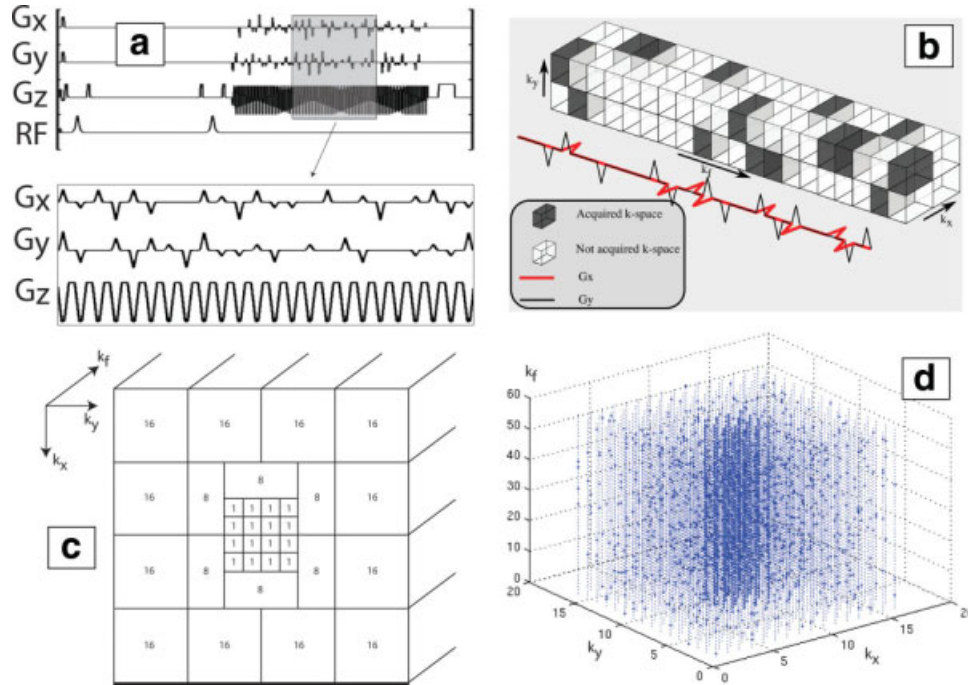 Gx
a
Gy
Gz
RF
Gx
Gy
Gz
b
ky
kf
kx
Acquired k-space
Not acquired k-space
Gx
Gy
kf
ky
kx
c
16 16 16 16
8
16 8 8 16
1 1 1 1
1 1 1 1
1 1 1 1
1 1 1 1
16 8 8 16
8
16 16 16 16
d
kf
60
50
40
30
20
10
0
20
15
10
5
0
ky
0
5
10
15
20
kx